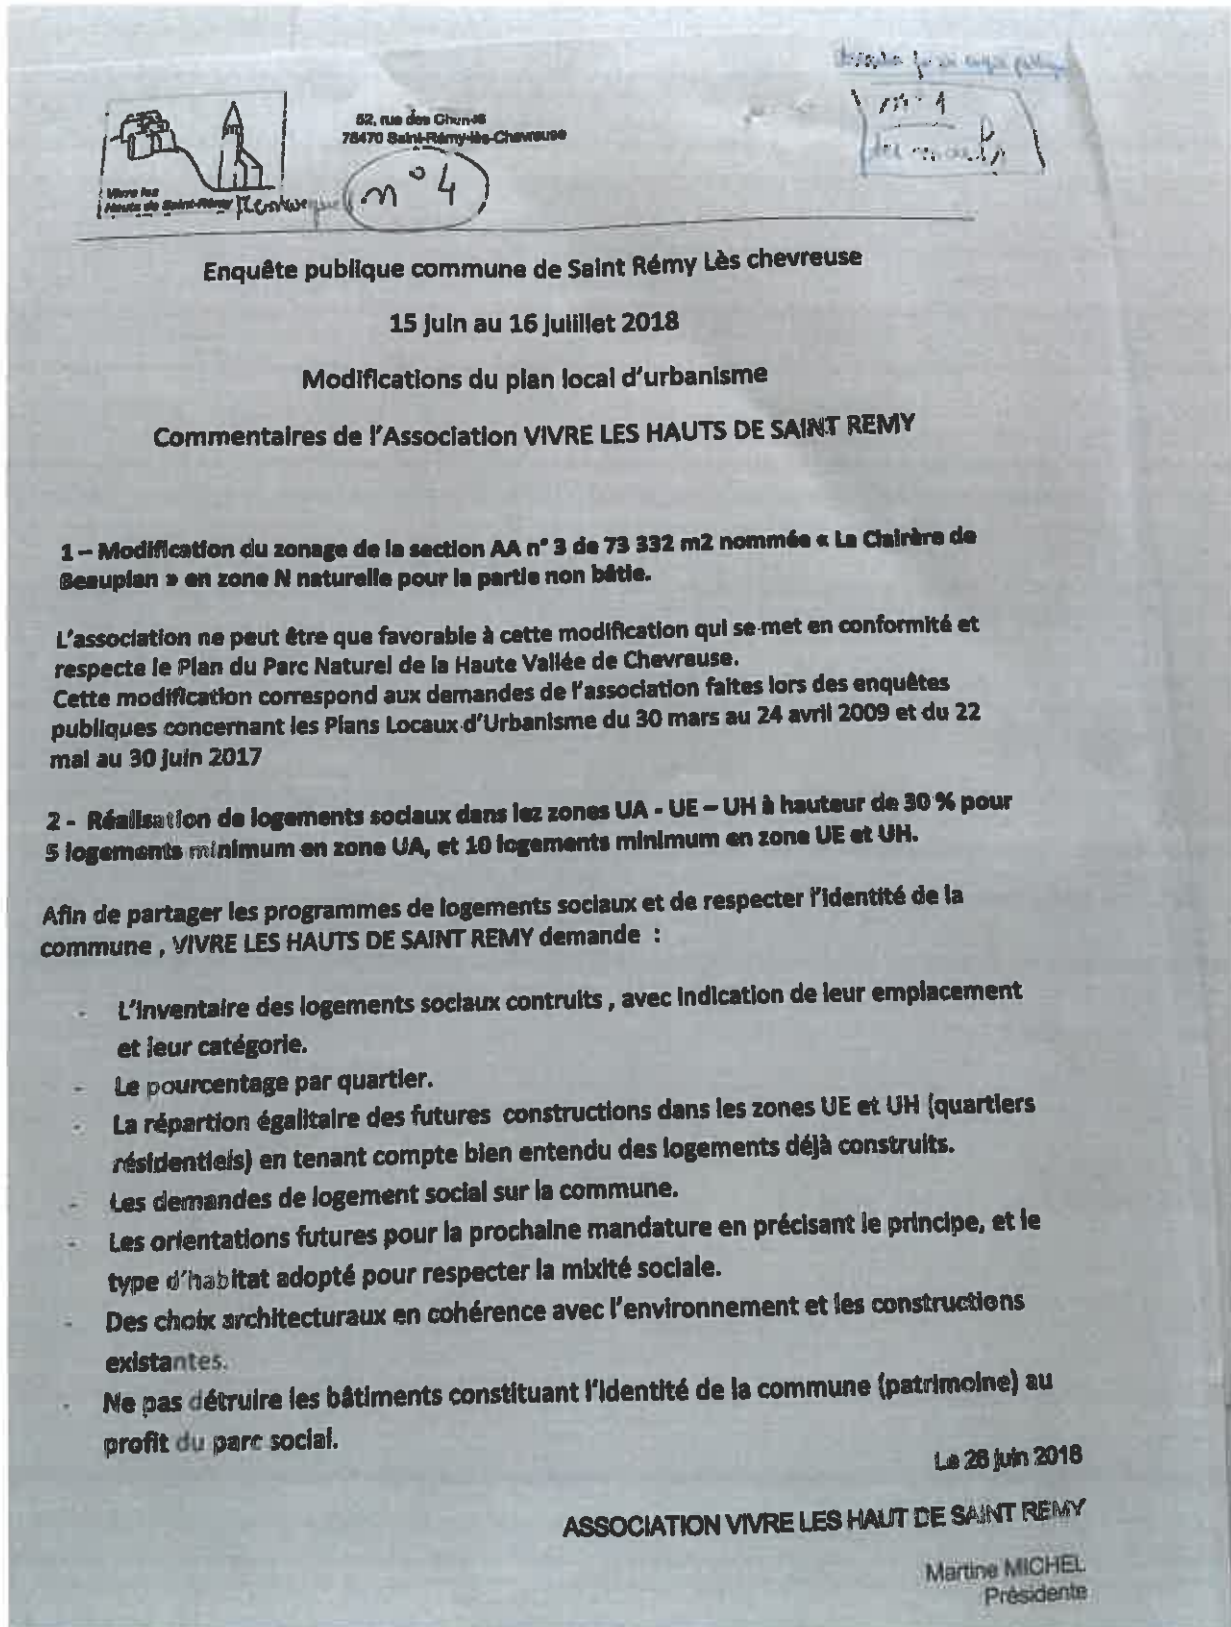 52, rue des Chênes
78470 Saint-Rémy-lès-Chevreuse
n° 1
Vivre les
Hauts de Saint-Rémy
n° 4
Enquête publique commune de Saint Rémy Lès chevreuse
15 juin au 16 juillet 2018
Modifications du plan local d'urbanisme
Commentaires de l'Association VIVRE LES HAUTS DE SAINT REMY
1 – Modification du zonage de la section AA n° 3 de 73 332 m2 nommée « La Clairère de
Beauplan » en zone N naturelle pour la partie non bâtie.
L'association ne peut être que favorable à cette modification qui se met en conformité et
respecte le Plan du Parc Naturel de la Haute Vallée de Chevreuse.
Cette modification correspond aux demandes de l'association faites lors des enquêtes
publiques concernant les Plans Locaux d'Urbanisme du 30 mars au 24 avril 2009 et du 22
mai au 30 juin 2017
2 - Réalisation de logements sociaux dans lez zones UA - UE – UH à hauteur de 30 % pour
5 logements minimum en zone UA, et 10 logements minimum en zone UE et UH.
Afin de partager les programmes de logements sociaux et de respecter l'identité de la
commune , VIVRE LES HAUTS DE SAINT REMY demande :
- L'inventaire des logements sociaux contruits , avec indication de leur emplacement
et leur catégorie.
- Le pourcentage par quartier.
- La répartion égalitaire des futures constructions dans les zones UE et UH (quartiers
résidentiels) en tenant compte bien entendu des logements déjà construits.
- Les demandes de logement social sur la commune.
- Les orientations futures pour la prochaine mandature en précisant le principe, et le
type d'habitat adopté pour respecter la mixité sociale.
- Des choix architecturaux en cohérence avec l'environnement et les constructions
existantes.
- Ne pas détruire les bâtiments constituant l'identité de la commune (patrimoine) au
profit du parc social.
Le 28 juin 2018
ASSOCIATION VIVRE LES HAUT DE SAINT REMY
Martine MICHEL
Présidente